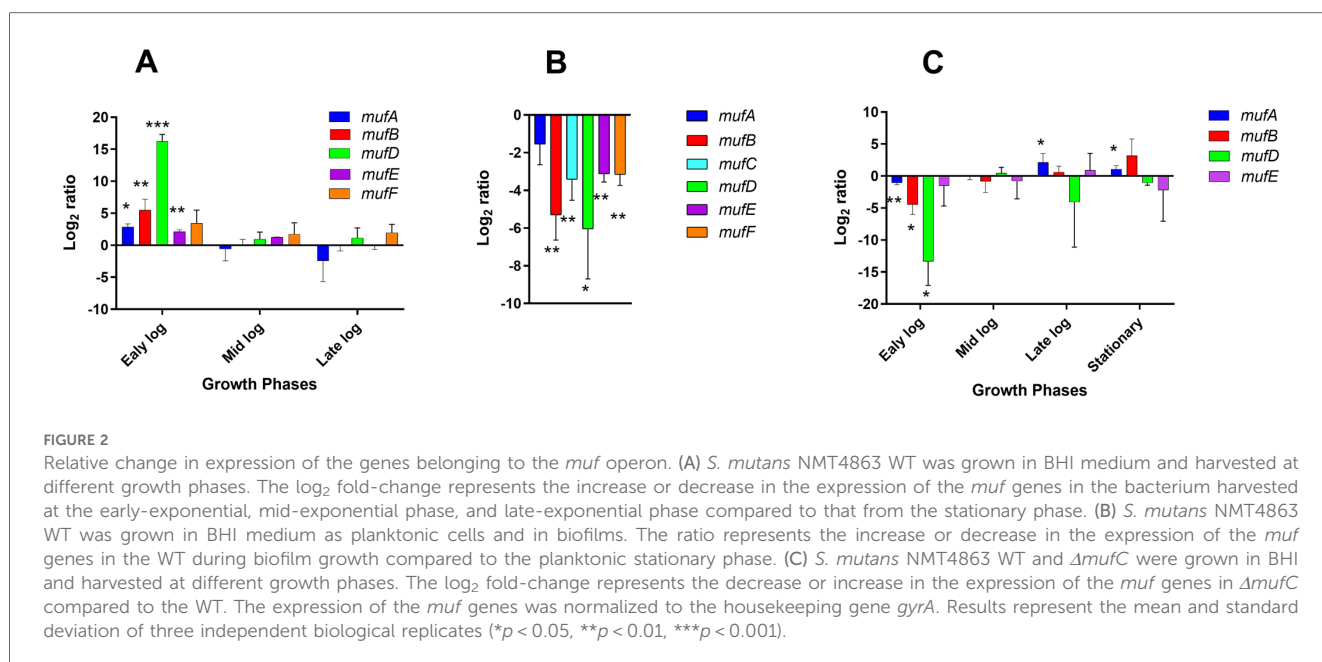 A
B
C
Log2 ratio
20
15
10
5
0
-5
-10
*
**
***
**
mufA
mufB
mufD
mufE
mufF
Ealy log
Mid log
Late log
Growth Phases
Log2 ratio
0
-2
-4
-6
-8
-10
**
**
*
**
**
mufA
mufB
mufC
mufD
mufE
mufF
Log2 ratio
10
5
0
-5
-10
-15
-20
**
*
*
*
*
mufA
mufB
mufD
mufE
Ealy log
Mid log
Late log
Stationary
Growth Phases
FIGURE 2
Relative change in expression of the genes belonging to the muf operon. (A) S. mutans NMT4863 WT was grown in BHI medium and harvested at
different growth phases. The log2 fold-change represents the increase or decrease in the expression of the muf genes in the bacterium harvested
at the early-exponential, mid-exponential phase, and late-exponential phase compared to that from the stationary phase. (B) S. mutans NMT4863
WT was grown in BHI medium as planktonic cells and in biofilms. The ratio represents the increase or decrease in the expression of the muf
genes in the WT during biofilm growth compared to the planktonic stationary phase. (C) S. mutans NMT4863 WT and ΔmufC were grown in BHI
and harvested at different growth phases. The log2 fold-change represents the decrease or increase in the expression of the muf genes in ΔmufC
compared to the WT. The expression of the muf genes was normalized to the housekeeping gene gyrA. Results represent the mean and standard
deviation of three independent biological replicates (*p < 0.05, **p < 0.01, ***p < 0.001).